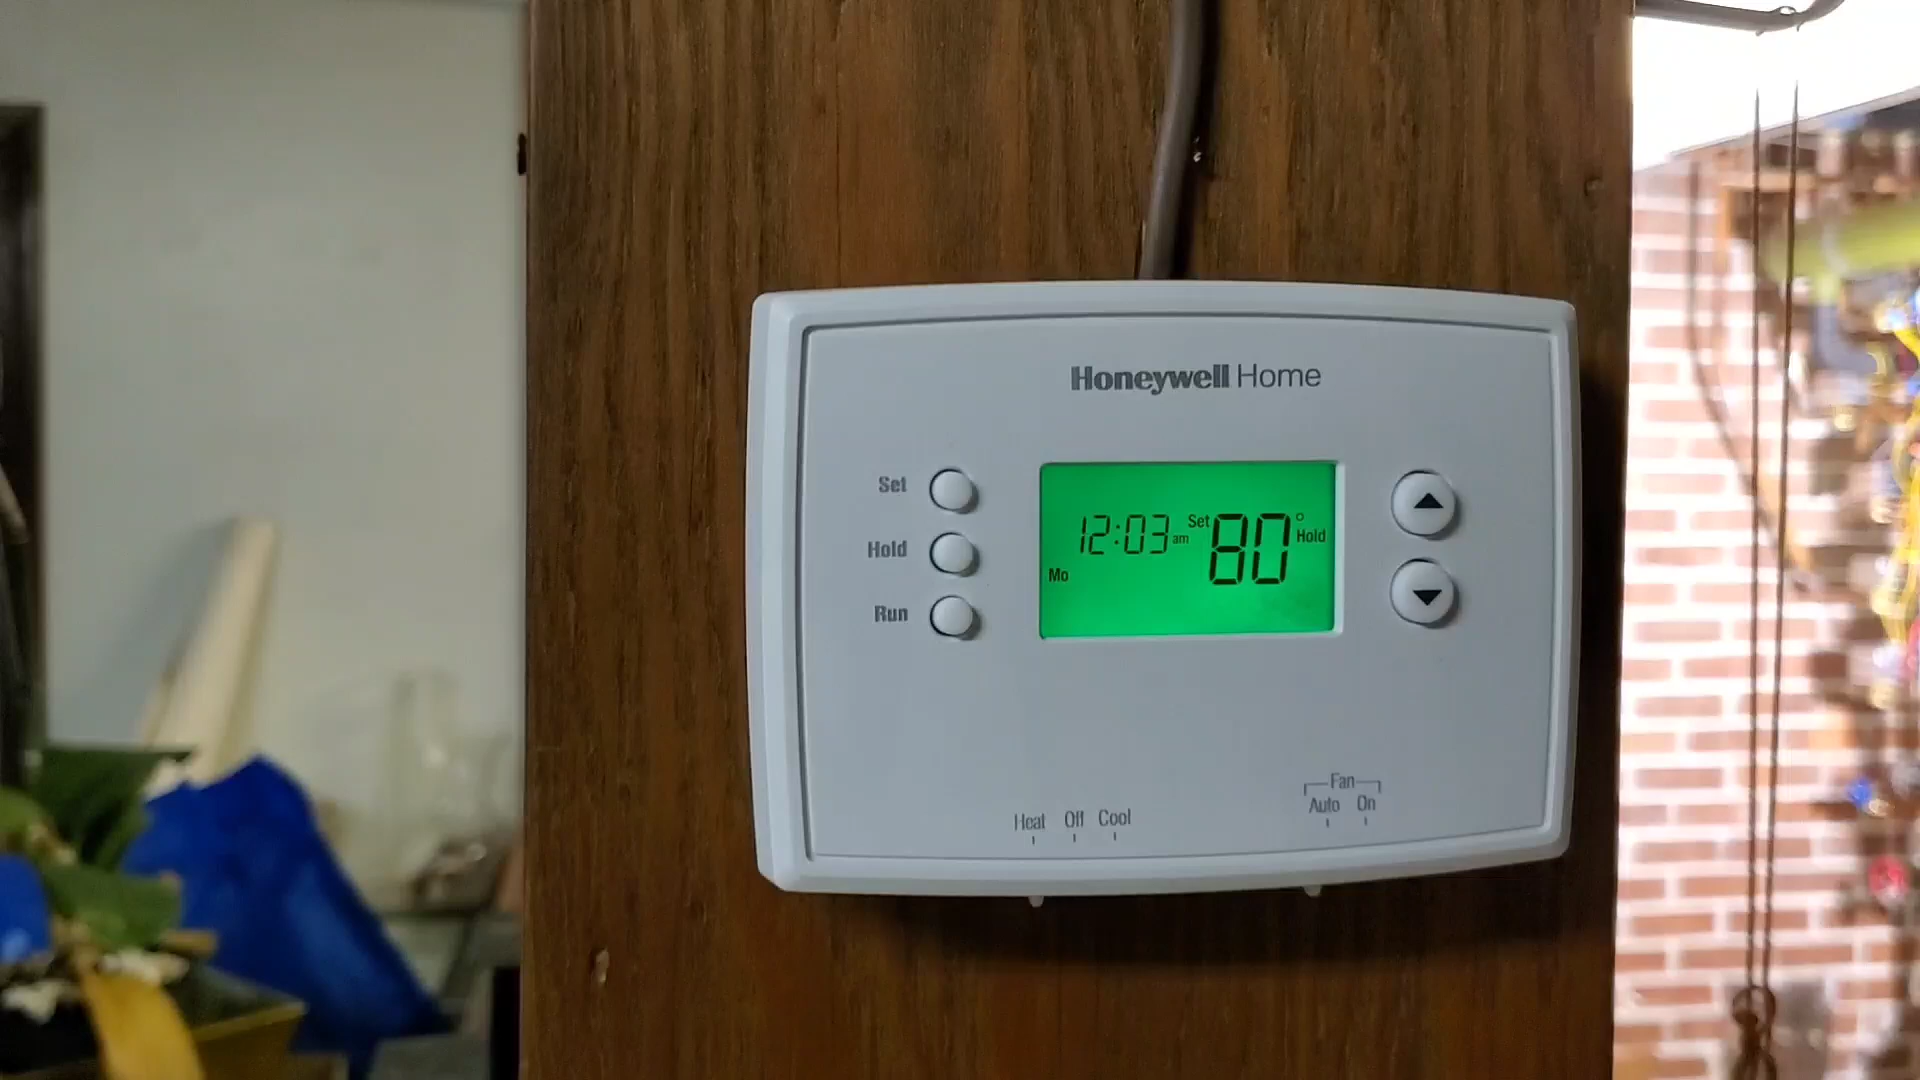 Honeywell Home
Set
Hold
Run
12:03 am Set 80° Hold
Mo
Fan
Auto On
Heat Off Cool